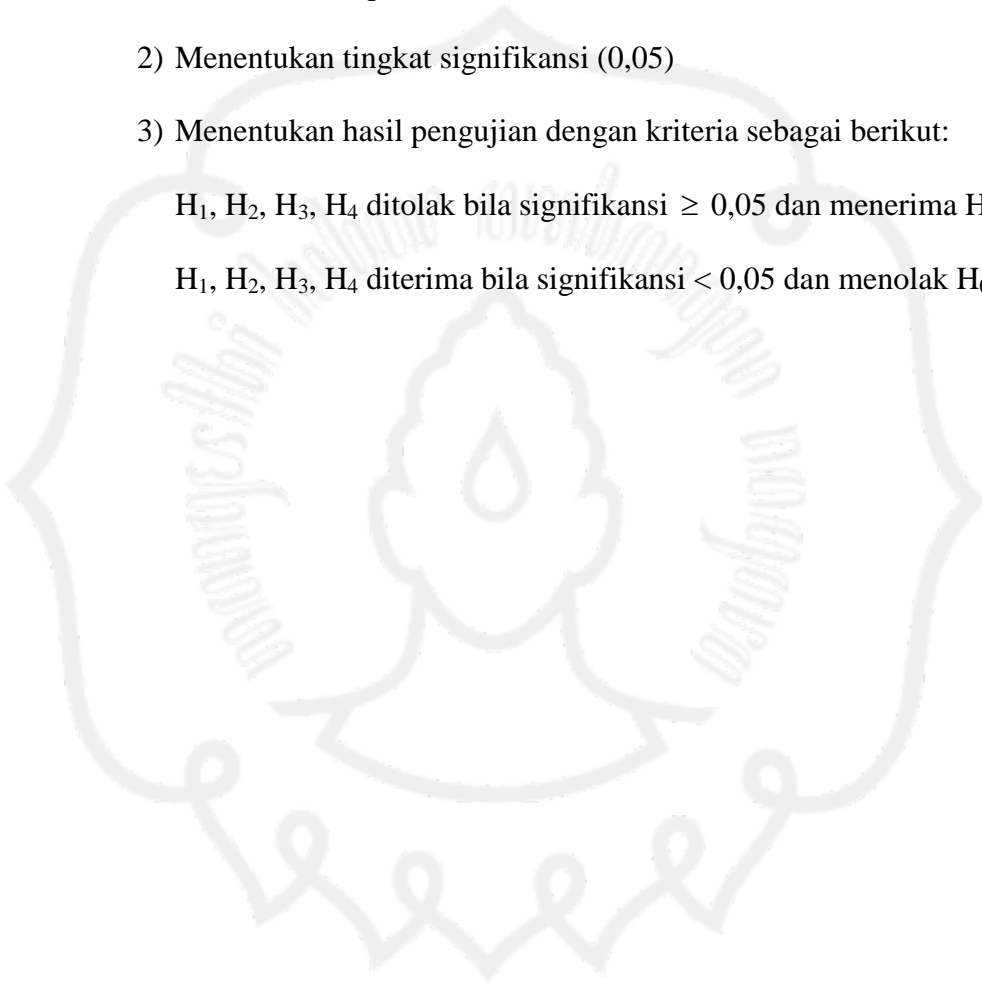 2) Menentukan tingkat signifikansi (0,05)
3) Menentukan hasil pengujian dengan kriteria sebagai berikut:
H₁, H₂, H₃, H₄ ditolak bila signifikansi ≥ 0,05 dan menerima H
H₁, H₂, H₃, H₄ diterima bila signifikansi < 0,05 dan menolak H